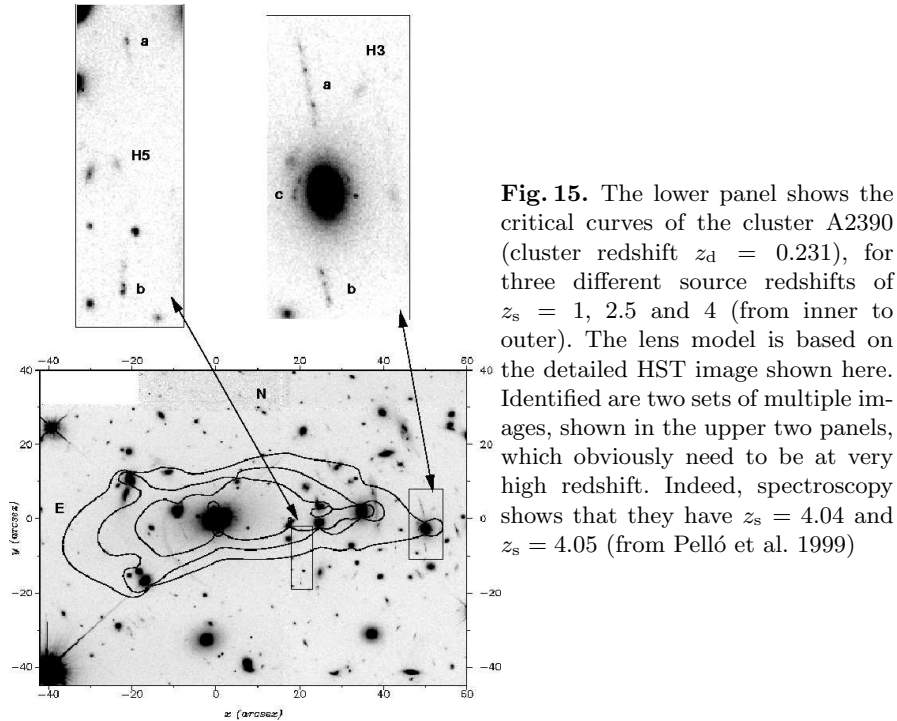 a
H5
b
H3
a
c
b
Fig. 15. The lower panel shows the
critical curves of the cluster A2390
(cluster redshift z_d = 0.231), for
three different source redshifts of
z_s = 1, 2.5 and 4 (from inner to
outer). The lens model is based on
the detailed HST image shown here.
Identified are two sets of multiple im-
ages, shown in the upper two panels,
which obviously need to be at very
high redshift. Indeed, spectroscopy
shows that they have z_s = 4.04 and
z_s = 4.05 (from Pelló et al. 1999)
−40 −20 0 20 40 60
40 40
N
20 20
E
0 0
y (arcsec)
−20 −20
−40 −40
−40 −20 0 20 40 60
x (arcsec)